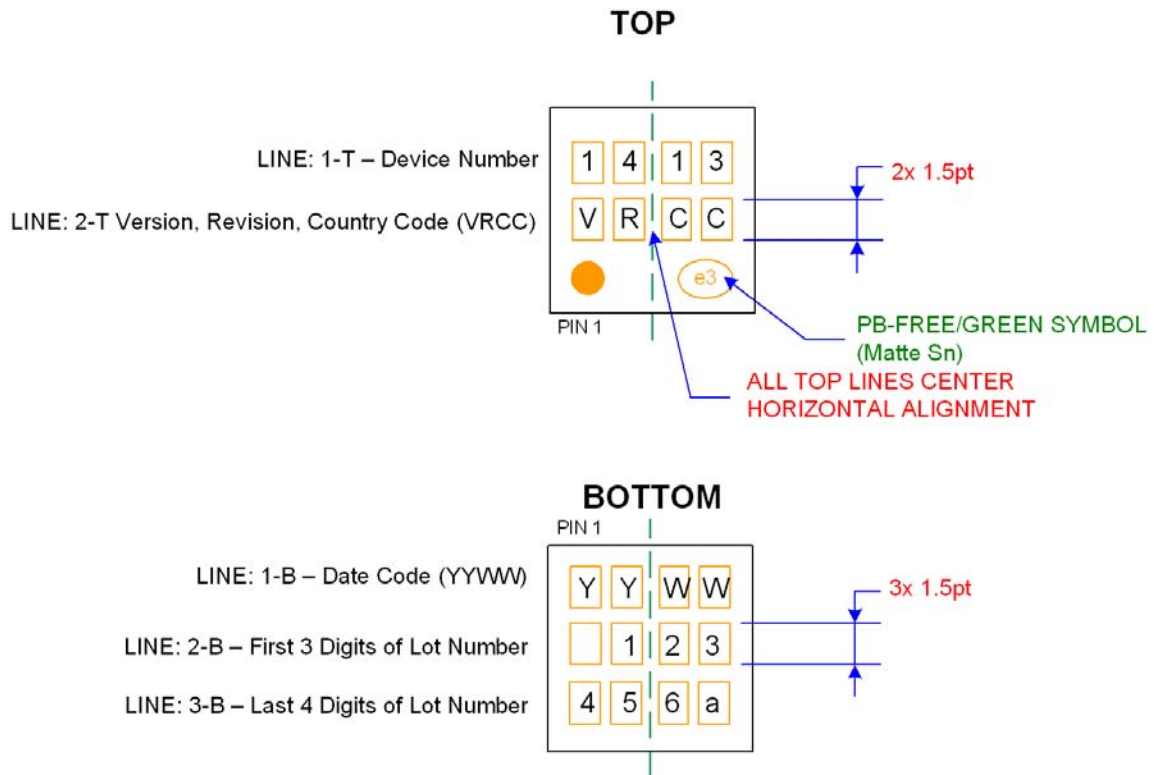 TOP
LINE: 1-T – Device Number
1 4 1 3
2x 1.5pt
LINE: 2-T Version, Revision, Country Code (VRCC)
V R C C
e3
PIN 1
PB-FREE/GREEN SYMBOL
(Matte Sn)
ALL TOP LINES CENTER
HORIZONTAL ALIGNMENT
BOTTOM
PIN 1
LINE: 1-B – Date Code (YYWW)
Y Y W W
3x 1.5pt
LINE: 2-B – First 3 Digits of Lot Number
1 2 3
LINE: 3-B – Last 4 Digits of Lot Number
4 5 6 a